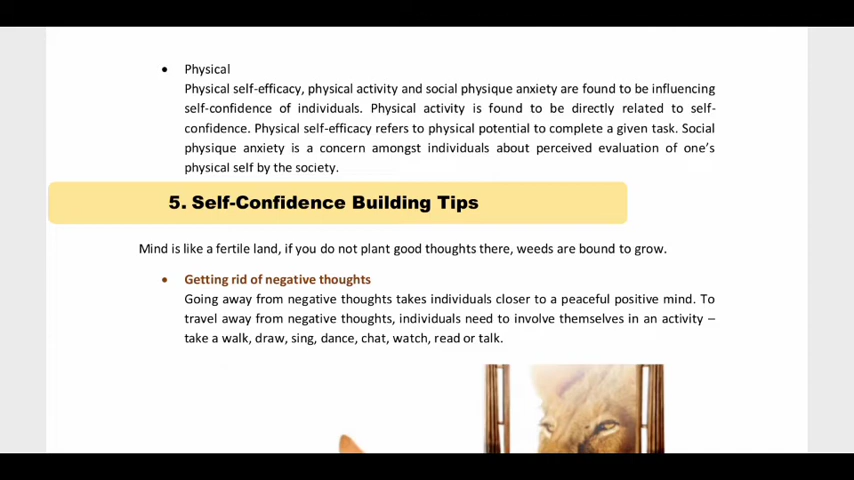 Physical
Physical self-efficacy, physical activity and social physique anxiety are found to be influencing
self-confidence of individuals. Physical activity is found to be directly related to self-
confidence. Physical self-efficacy refers to physical potential to complete a given task. Social
physique anxiety is a concern amongst individuals about perceived evaluation of one’s
physical self by the society.
5. Self-Confidence Building Tips
Mind is like a fertile land, if you do not plant good thoughts there, weeds are bound to grow.
Getting rid of negative thoughts
Going away from negative thoughts takes individuals closer to a peaceful positive mind. To
travel away from negative thoughts, individuals need to involve themselves in an activity –
take a walk, draw, sing, dance, chat, watch, read or talk.